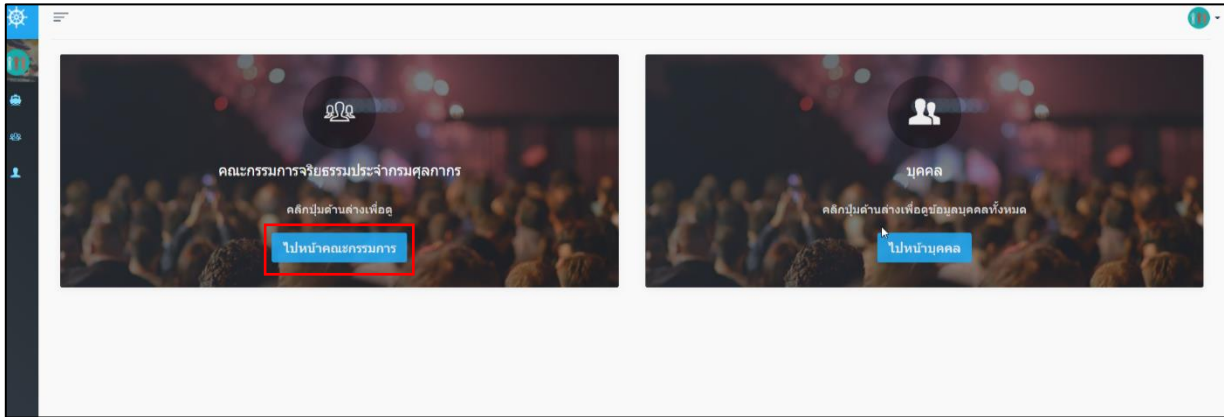 คณะกรรมการจริยธรรมประจำกรมศุลกากร
คลิกปุ่มด้านล่างเพื่อดู
ไปหน้าคณะกรรมการ
บุคคล
คลิกปุ่มด้านล่างเพื่อดูข้อมูลบุคคลทั้งหมด
ไปหน้าบุคคล